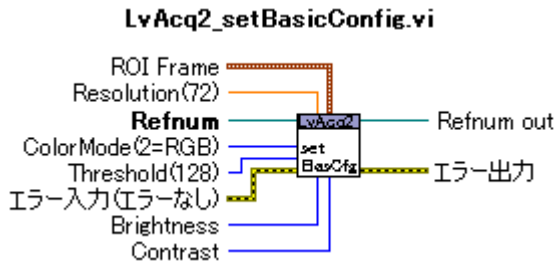 LvAcq2_setBasicConfig.vi
ROI Frame
Resolution(72)
Refnum
ColorMode(2=RGB)
Threshold(128)
エラー入力(エラーなし)
Brightness
Contrast
LvAcq2
set
BasCfg
Refnum out
エラー出力